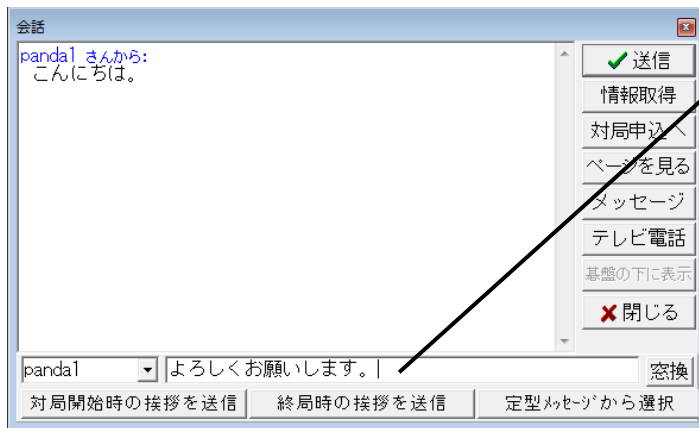 会話
panda1 さんから:
こんにちは。
送信
情報取得
対局申込へ
ページを見る
メッセージ
テレビ電話
碁盤の下に表示
閉じる
panda1
よろしくお願いします。
窓換
対局開始時の挨拶を送信
終局時の挨拶を送信
定型ﾒｯｾｰｼﾞから選択